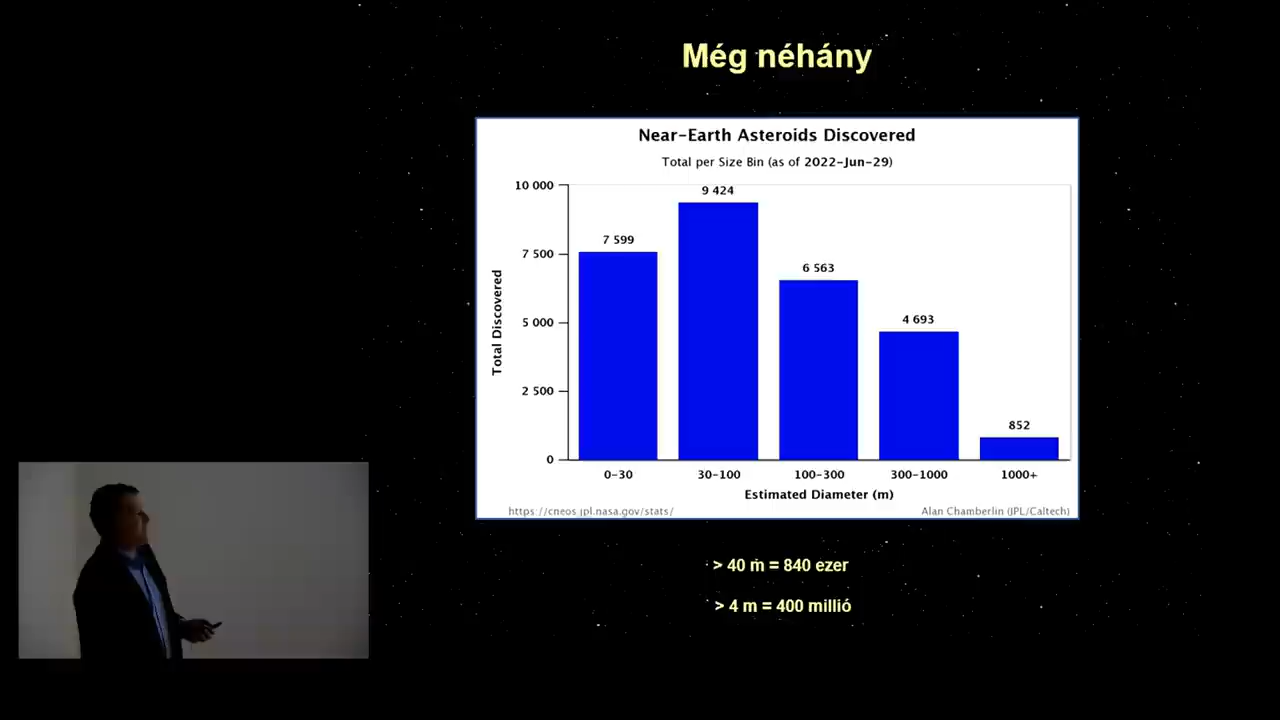 Még néhány
Near-Earth Asteroids Discovered
Total per Size Bin (as of 2022-Jun-29)
10 000
7 500
5 000
2 500
0
Total Discovered
7 599
9 424
6 563
4 693
852
0-30
30-100
100-300
300-1000
1000+
Estimated Diameter (m)
https://cneos.jpl.nasa.gov/stats/
Alan Chamberlin (JPL/Caltech)
> 40 m = 840 ezer
> 4 m = 400 millió